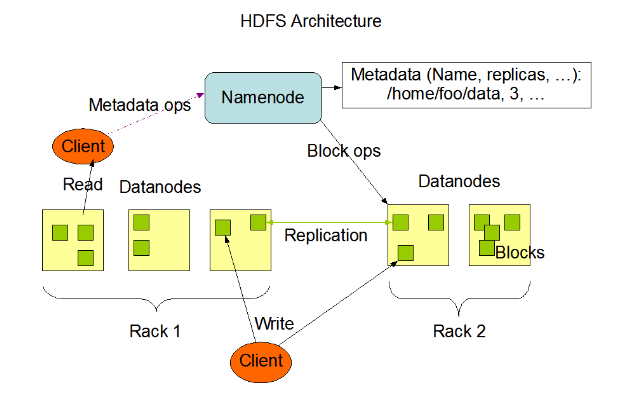 HDFS Architecture
Metadata (Name, replicas, …):
/home/foo/data, 3, …
Namenode
Metadata ops
Client
Block ops
Read
Datanodes
Datanodes
Replication
Blocks
Rack 1
Write
Rack 2
Client